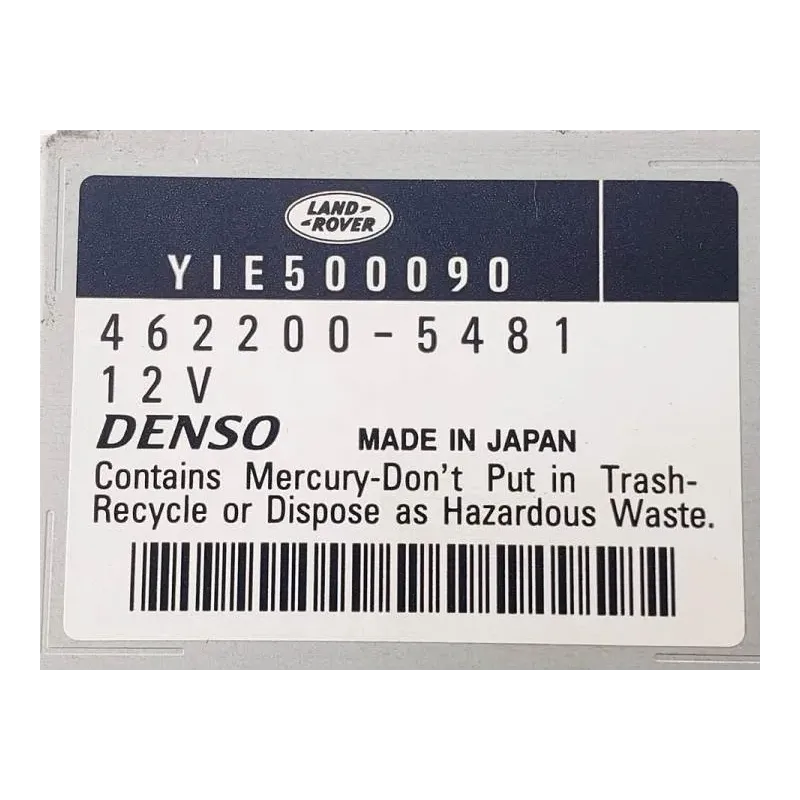 LAND-
-ROVER
YIE500090
462200-5481
12V
DENSO MADE IN JAPAN
Contains Mercury-Don't Put in Trash-
Recycle or Dispose as Hazardous Waste.